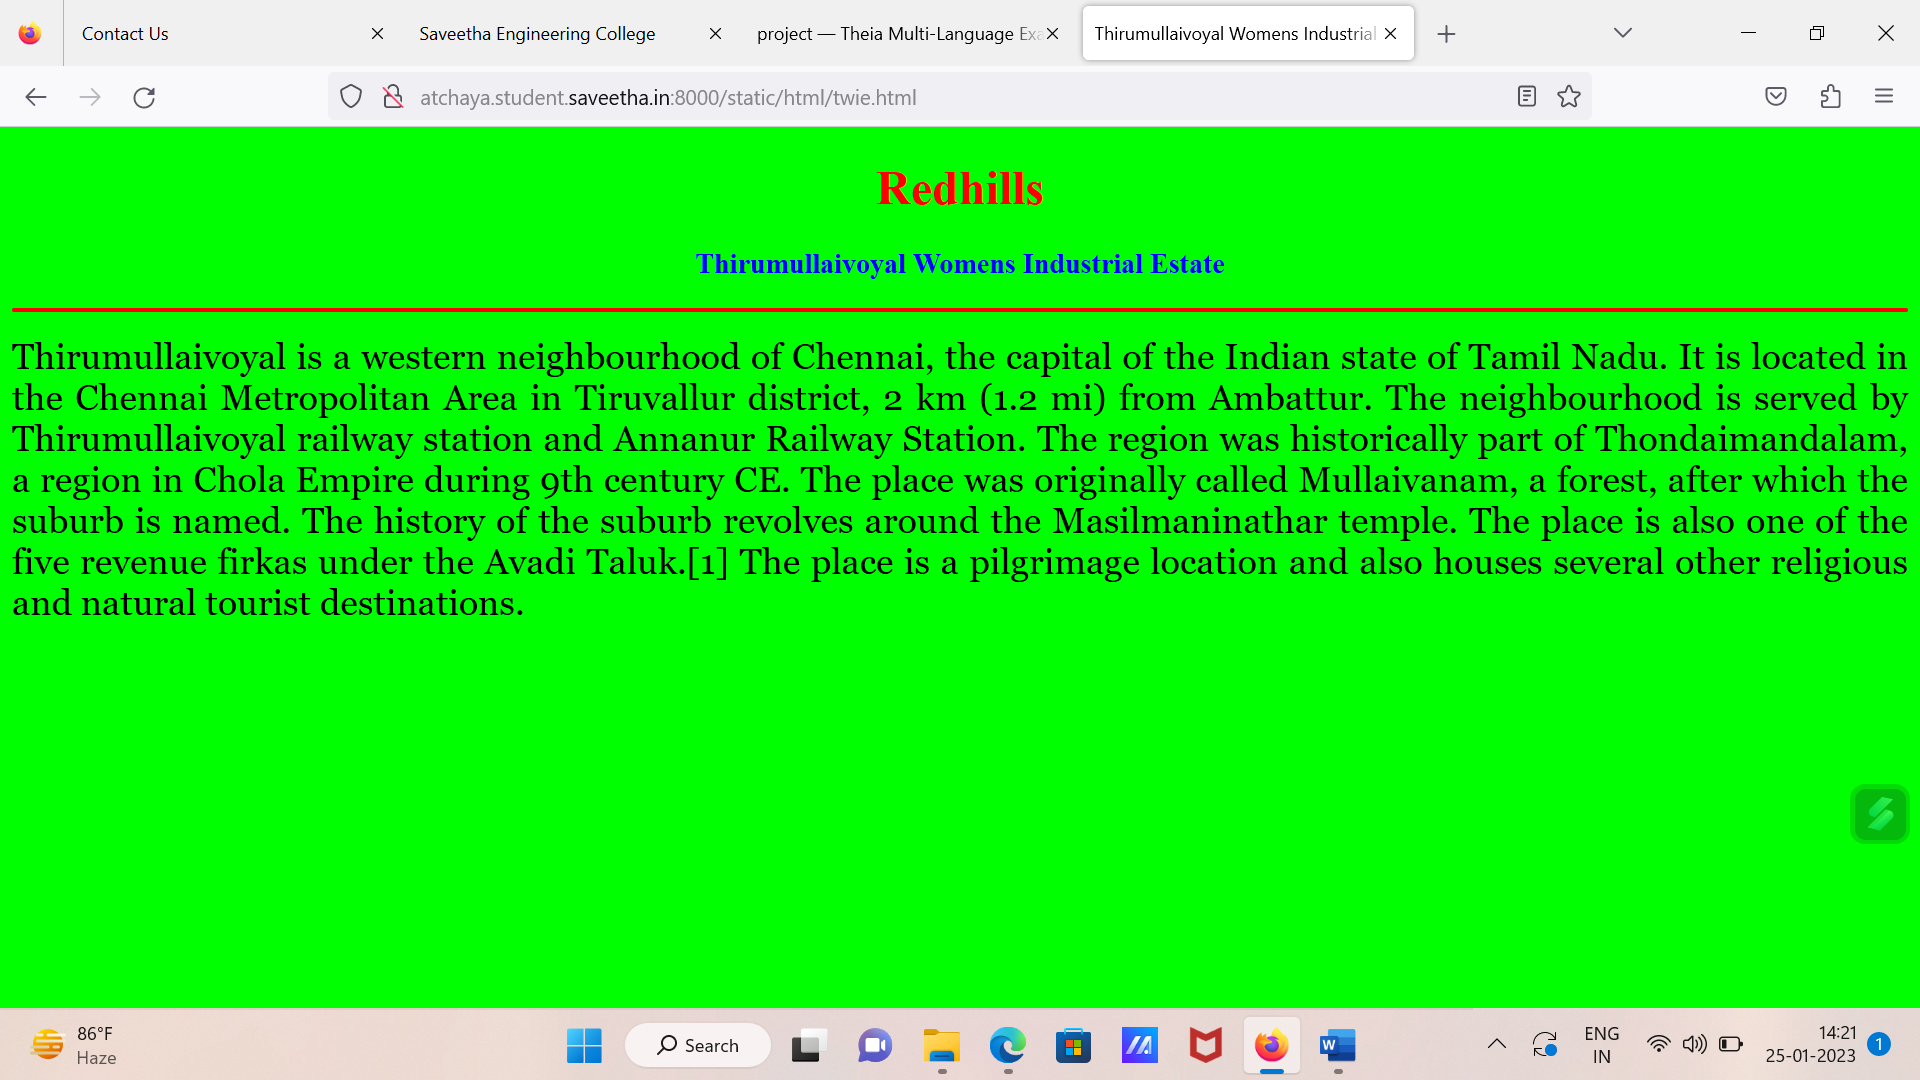 Contact Us
Saveetha Engineering College
project — Theia Multi-Language Exa
Thirumullaivoyal Womens Industrial
atchaya.student.saveetha.in:8000/static/html/twie.html
Redhills
Thirumullaivoyal Womens Industrial Estate
Thirumullaivoyal is a western neighbourhood of Chennai, the capital of the Indian state of Tamil Nadu. It is located in
the Chennai Metropolitan Area in Tiruvallur district, 2 km (1.2 mi) from Ambattur. The neighbourhood is served by
Thirumullaivoyal railway station and Annanur Railway Station. The region was historically part of Thondaimandalam,
a region in Chola Empire during 9th century CE. The place was originally called Mullaivanam, a forest, after which the
suburb is named. The history of the suburb revolves around the Masilmaninathar temple. The place is also one of the
five revenue firkas under the Avadi Taluk.[1] The place is a pilgrimage location and also houses several other religious
and natural tourist destinations.
86°F
Haze
Search
W
ENG
IN
14:21
25-01-2023
1